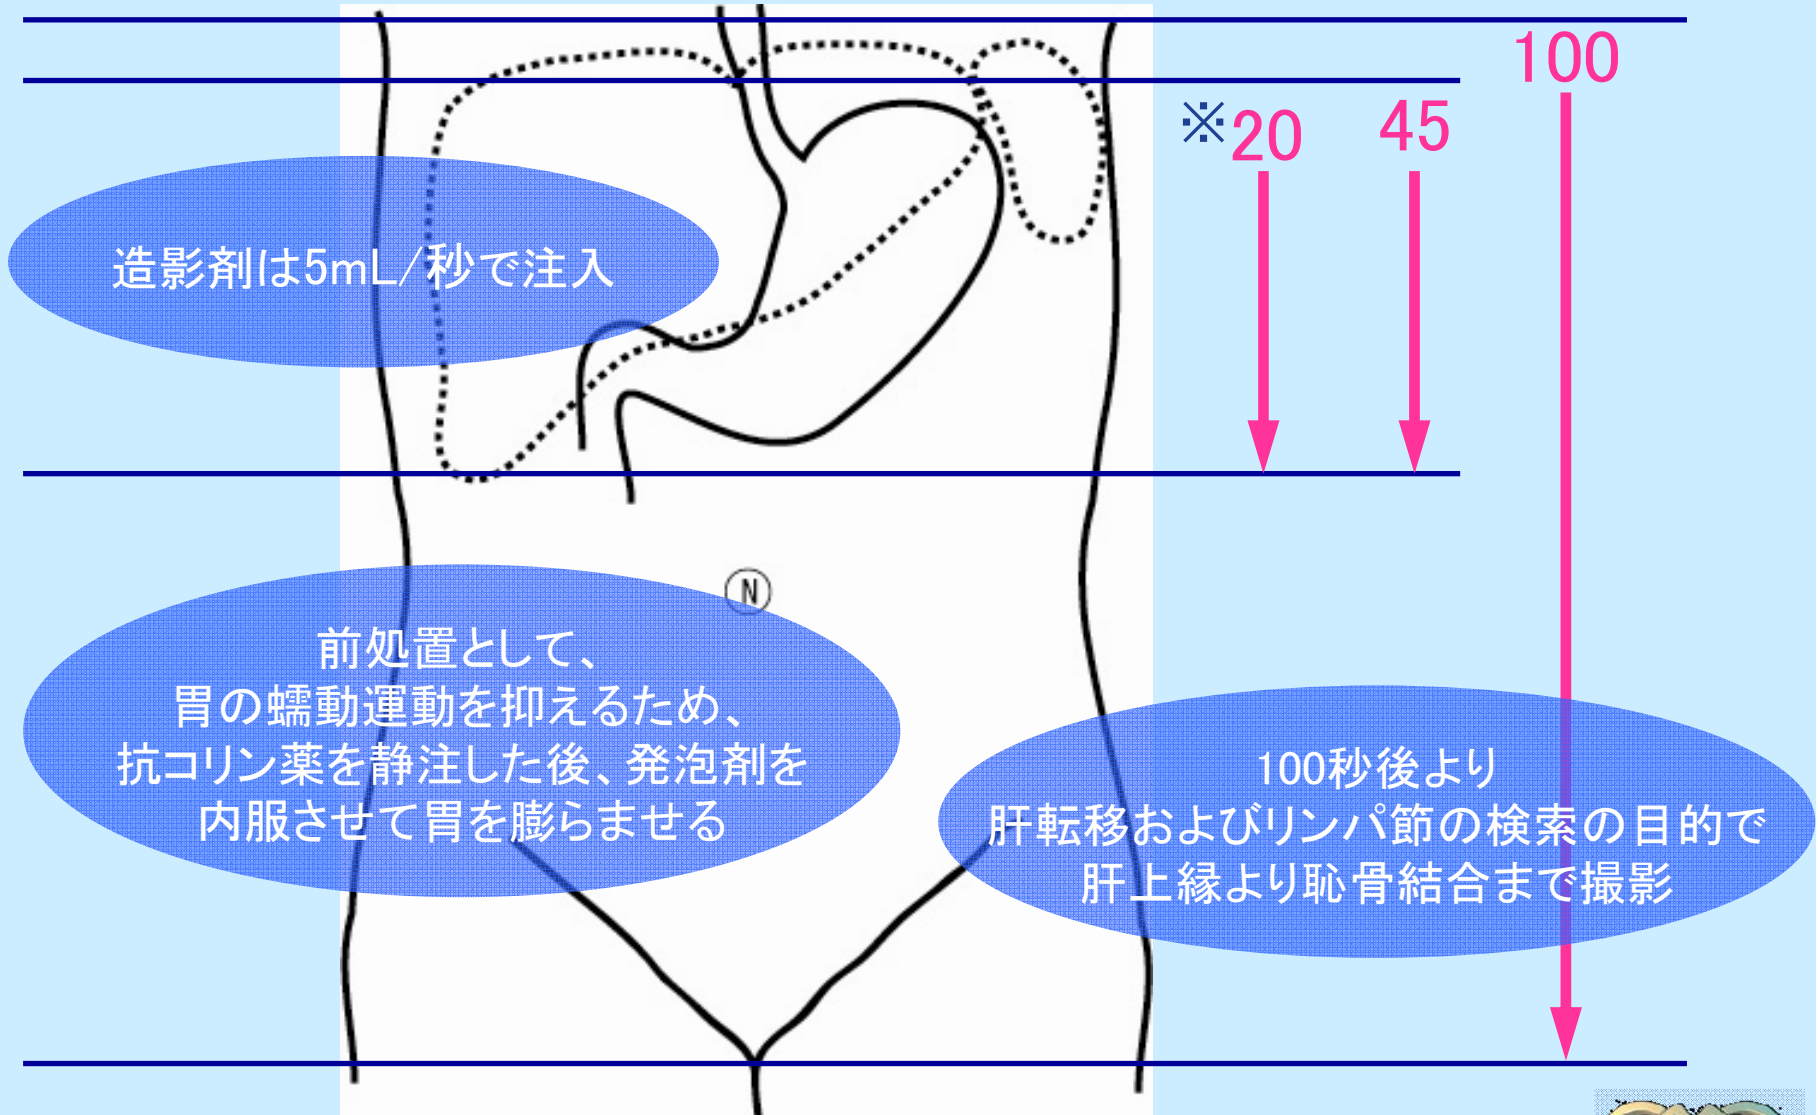 100
※20
45
造影剤は5mL/秒で注入
N
前処置として、
胃の蠕動運動を抑えるため、
抗コリン薬を静注した後、発泡剤を
内服させて胃を膨らませる
100秒後より
肝転移およびリンパ節の検索の目的で
肝上縁より恥骨結合まで撮影